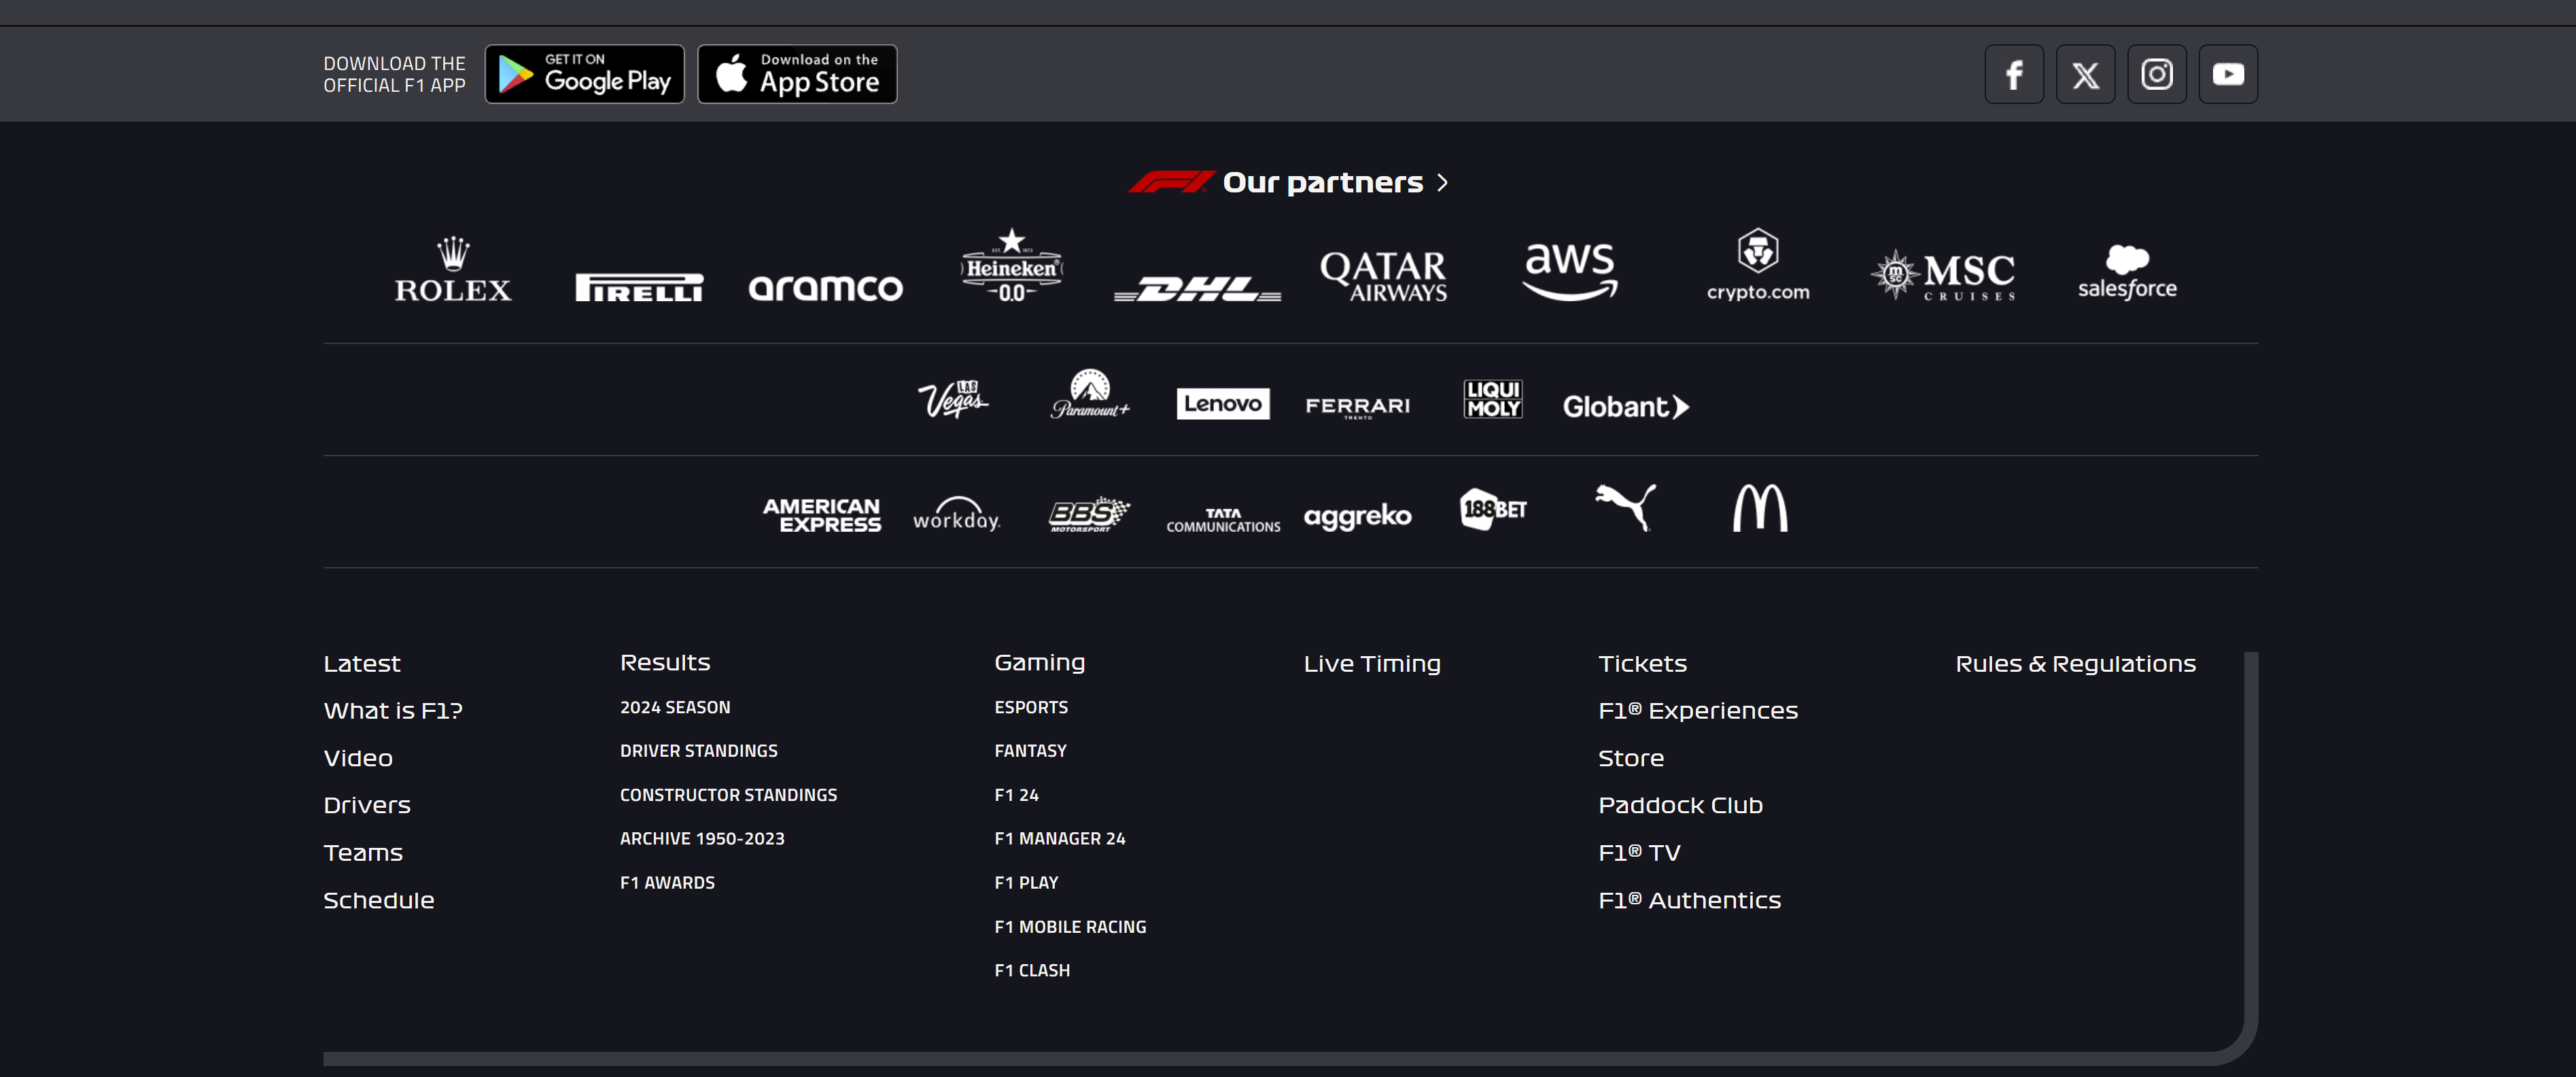 DOWNLOAD THE
OFFICIAL F1 APP
GET IT ON
Google Play
Download on the
App Store
F1 Our partners
ROLEX
PIRELLI
aramco
EST. 1873
Heineken®
0.0
DHL
QATAR
AIRWAYS
aws
crypto.com
msc
MSC
CRUISES
salesforce
LAS
Vegas
Paramount+
Lenovo
FERRARI
TRENTO
LIQUI
MOLY
Globant
AMERICAN
EXPRESS
workday.
BBS
MOTORSPORT
TATA
COMMUNICATIONS
aggreko
188BET
Latest
What is F1?
Video
Drivers
Teams
Schedule
Results
2024 SEASON
DRIVER STANDINGS
CONSTRUCTOR STANDINGS
ARCHIVE 1950-2023
F1 AWARDS
Gaming
ESPORTS
FANTASY
F1 24
F1 MANAGER 24
F1 PLAY
F1 MOBILE RACING
F1 CLASH
Live Timing
Tickets
F1® Experiences
Store
Paddock Club
F1® TV
F1® Authentics
Rules & Regulations